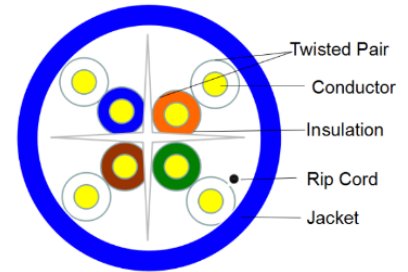 Twisted Pair
Conductor
Insulation
Rip Cord
Jacket